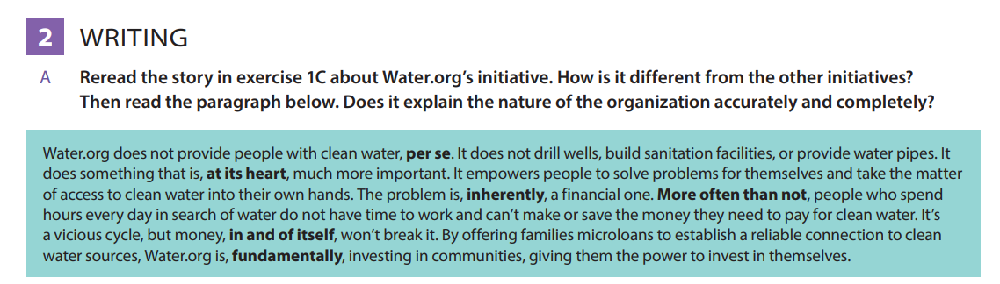 2 WRITING
A Reread the story in exercise 1C about Water.org’s initiative. How is it different from the other initiatives?
Then read the paragraph below. Does it explain the nature of the organization accurately and completely?
Water.org does not provide people with clean water, per se. It does not drill wells, build sanitation facilities, or provide water pipes. It
does something that is, at its heart, much more important. It empowers people to solve problems for themselves and take the matter
of access to clean water into their own hands. The problem is, inherently, a financial one. More often than not, people who spend
hours every day in search of water do not have time to work and can’t make or save the money they need to pay for clean water. It’s
a vicious cycle, but money, in and of itself, won’t break it. By offering families microloans to establish a reliable connection to clean
water sources, Water.org is, fundamentally, investing in communities, giving them the power to invest in themselves.